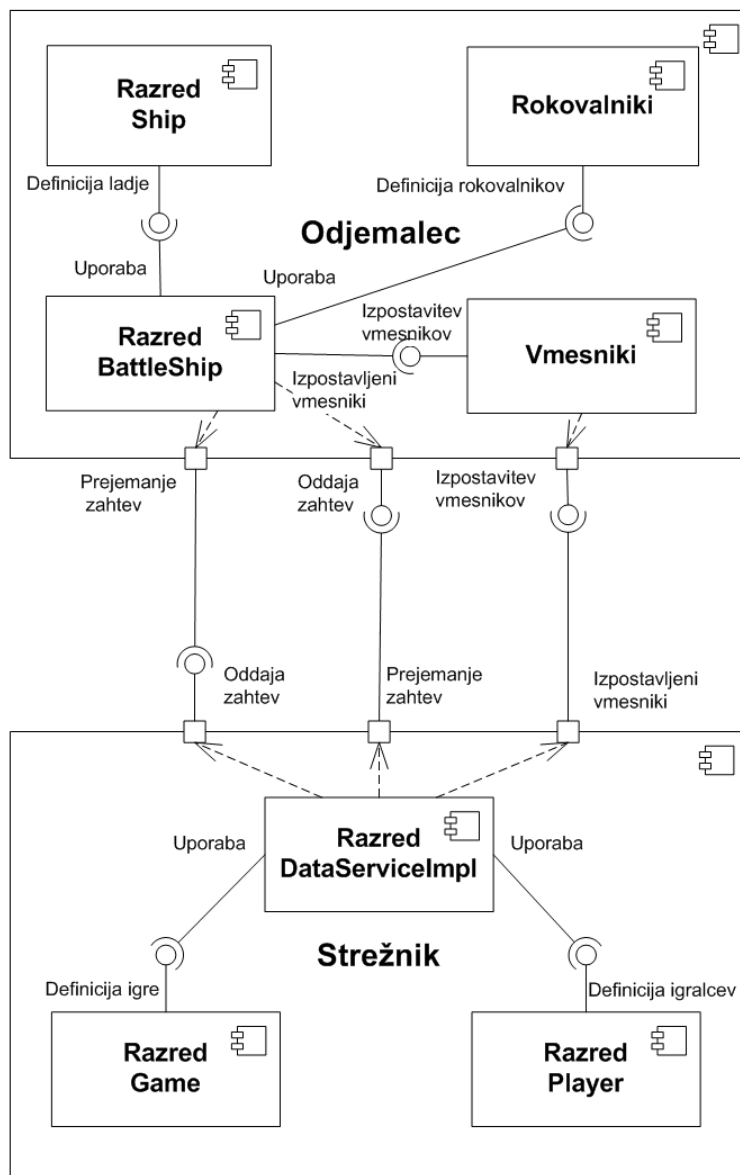 Razred
Ship
Rokovalniki
Definicija ladje
Definicija rokovalnikov
Odjemalec
Uporaba
Uporaba
Razred
BattleShip
Izpostavitev
vmesnikov
Vmesniki
Izpostavljeni
vmesniki
Prejemanje
zahtev
Oddaja
zahtev
Izpostavitev
vmesnikov
Oddaja
zahtev
Prejemanje
zahtev
Izpostavljeni
vmesniki
Uporaba
Razred
DataServiceImpl
Uporaba
Strežnik
Definicija igre
Definicija igralcev
Razred
Game
Razred
Player